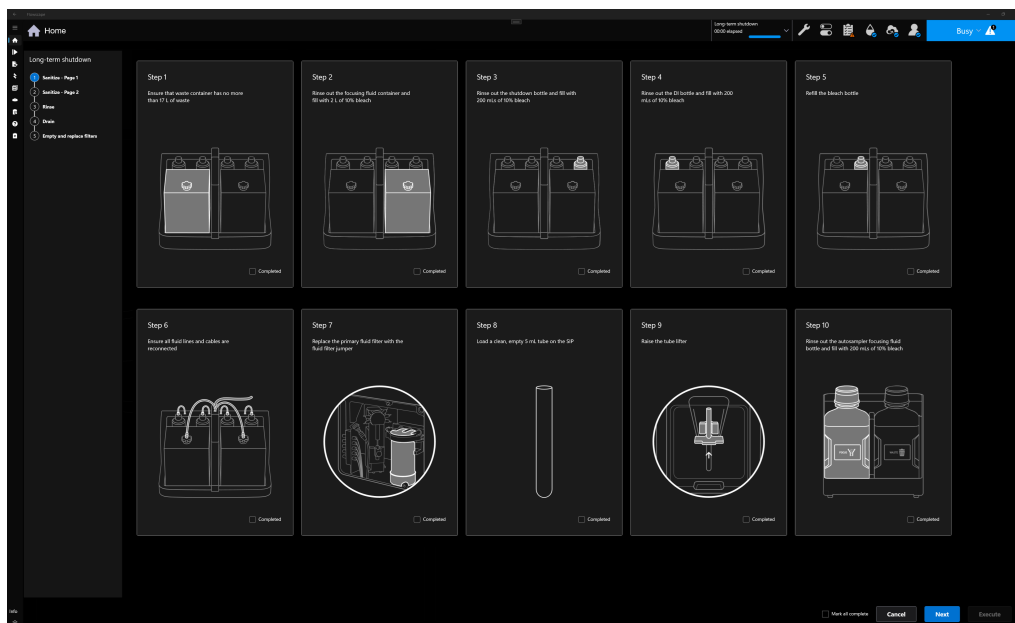 Home
Long-term shutdown
00:00 elapsed
Busy
Long-term shutdown
1 Sanitize - Page 1
2 Sanitize - Page 2
3 Rinse
4 Drain
5 Empty and replace filters
Step 1
Ensure that waste container has no more
than 17 L of waste
Completed
Step 2
Rinse out the focusing fluid container and
fill with 2 L of 10% bleach
Completed
Step 3
Rinse out the shutdown bottle and fill with
200 mLs of 10% bleach
Completed
Step 4
Rinse out the DI bottle and fill with 200
mLs of 10% bleach
Completed
Step 5
Refill the bleach bottle
Completed
Step 6
Ensure all fluid lines and cables are
reconnected
Completed
Step 7
Replace the primary fluid filter with the
fluid filter jumper
Completed
Step 8
Load a clean, empty 5 mL tube on the SIP
Completed
Step 9
Raise the tube lifter
Completed
Step 10
Rinse out the autosampler focusing fluid
bottle and fill with 200 mLs of 10% bleach
Completed
Info
Mark all complete
Cancel
Next
Execute